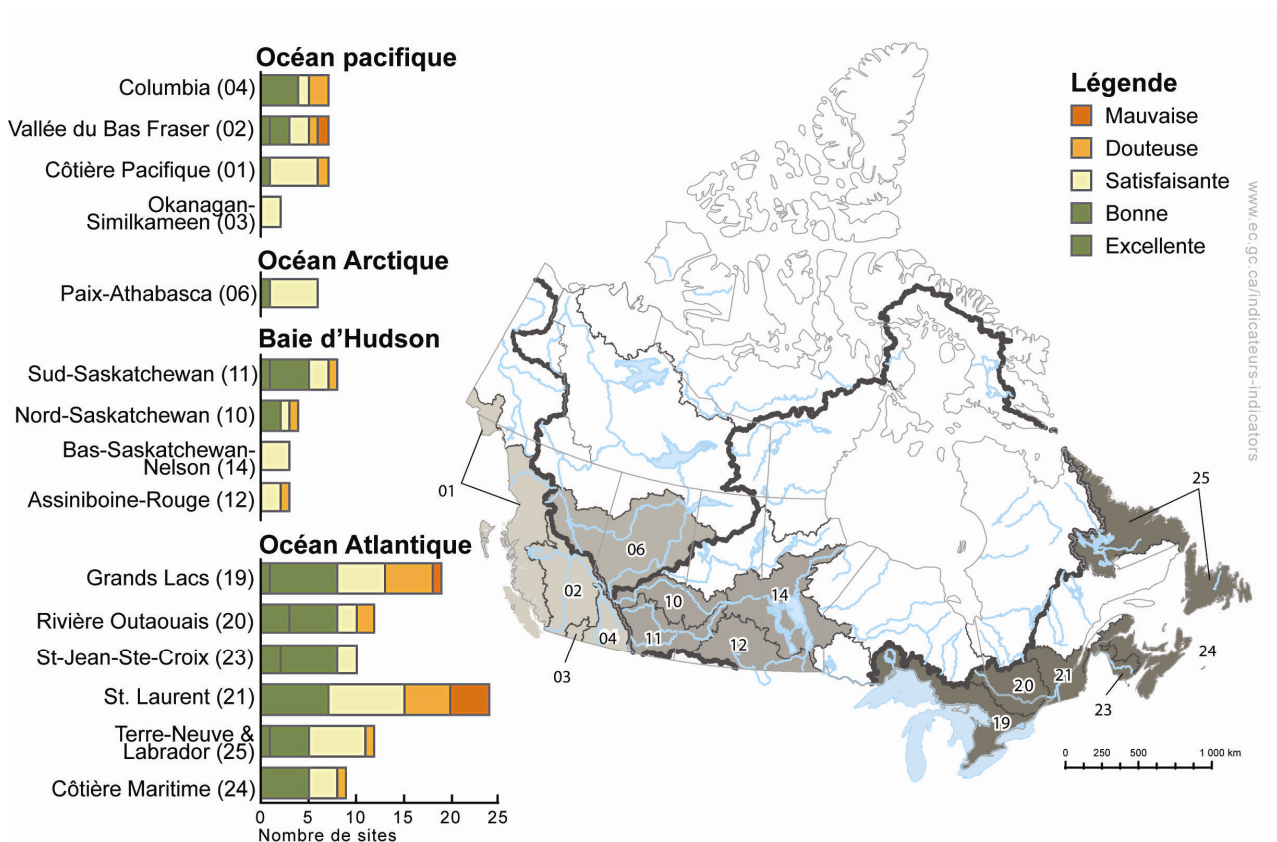 Océan pacifique
Columbia (04)
Vallée du Bas Fraser (02)
Côtière Pacifique (01)
Okanagan-
Similkameen (03)
Océan Arctique
Paix-Athabasca (06)
Baie d’Hudson
Sud-Saskatchewan (11)
Nord-Saskatchewan (10)
Bas-Saskatchewan-
Nelson (14)
Assiniboine-Rouge (12)
Océan Atlantique
Grands Lacs (19)
Rivière Outaouais (20)
St-Jean-Ste-Croix (23)
St. Laurent (21)
Terre-Neuve &
Labrador (25)
Côtière Maritime (24)
0 5 10 15 20 25
Nombre de sites
Légende
Mauvaise
Douteuse
Satisfaisante
Bonne
Excellente
www.ec.gc.ca/indicateurs-indicators
01
25
06
02
10
14
04
11
12
03
20
21
24
23
19
0 250 500 1 000 km